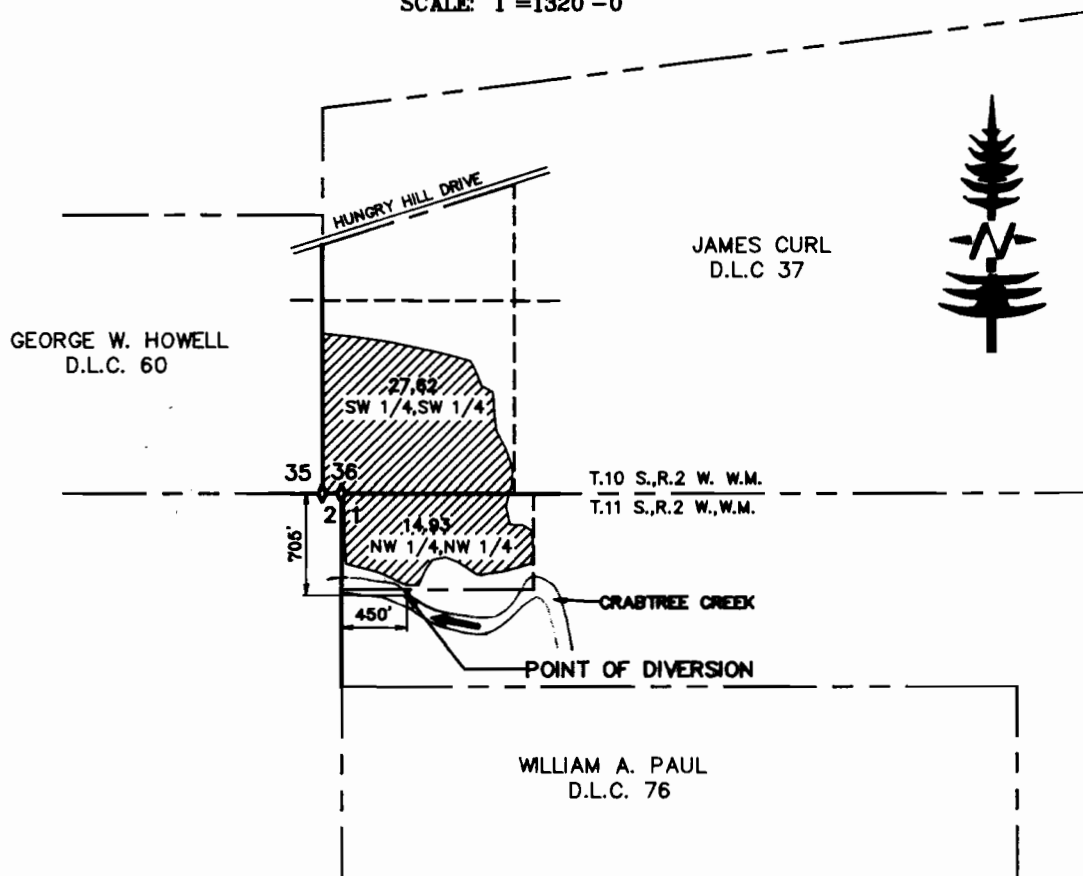 SCALE: 1"=1320'-0"
HUNGRY HILL DRIVE
JAMES CURL
D.L.C 37
N
GEORGE W. HOWELL
D.L.C. 60
27,62
SW 1/4,SW 1/4
35 36
T.10 S.,R.2 W. W.M.
2 1
T.11 S.,R.2 W.,W.M.
14,93
NW 1/4,NW 1/4
705'
CRABTREE CREEK
450'
POINT OF DIVERSION
WILLIAM A. PAUL
D.L.C. 76